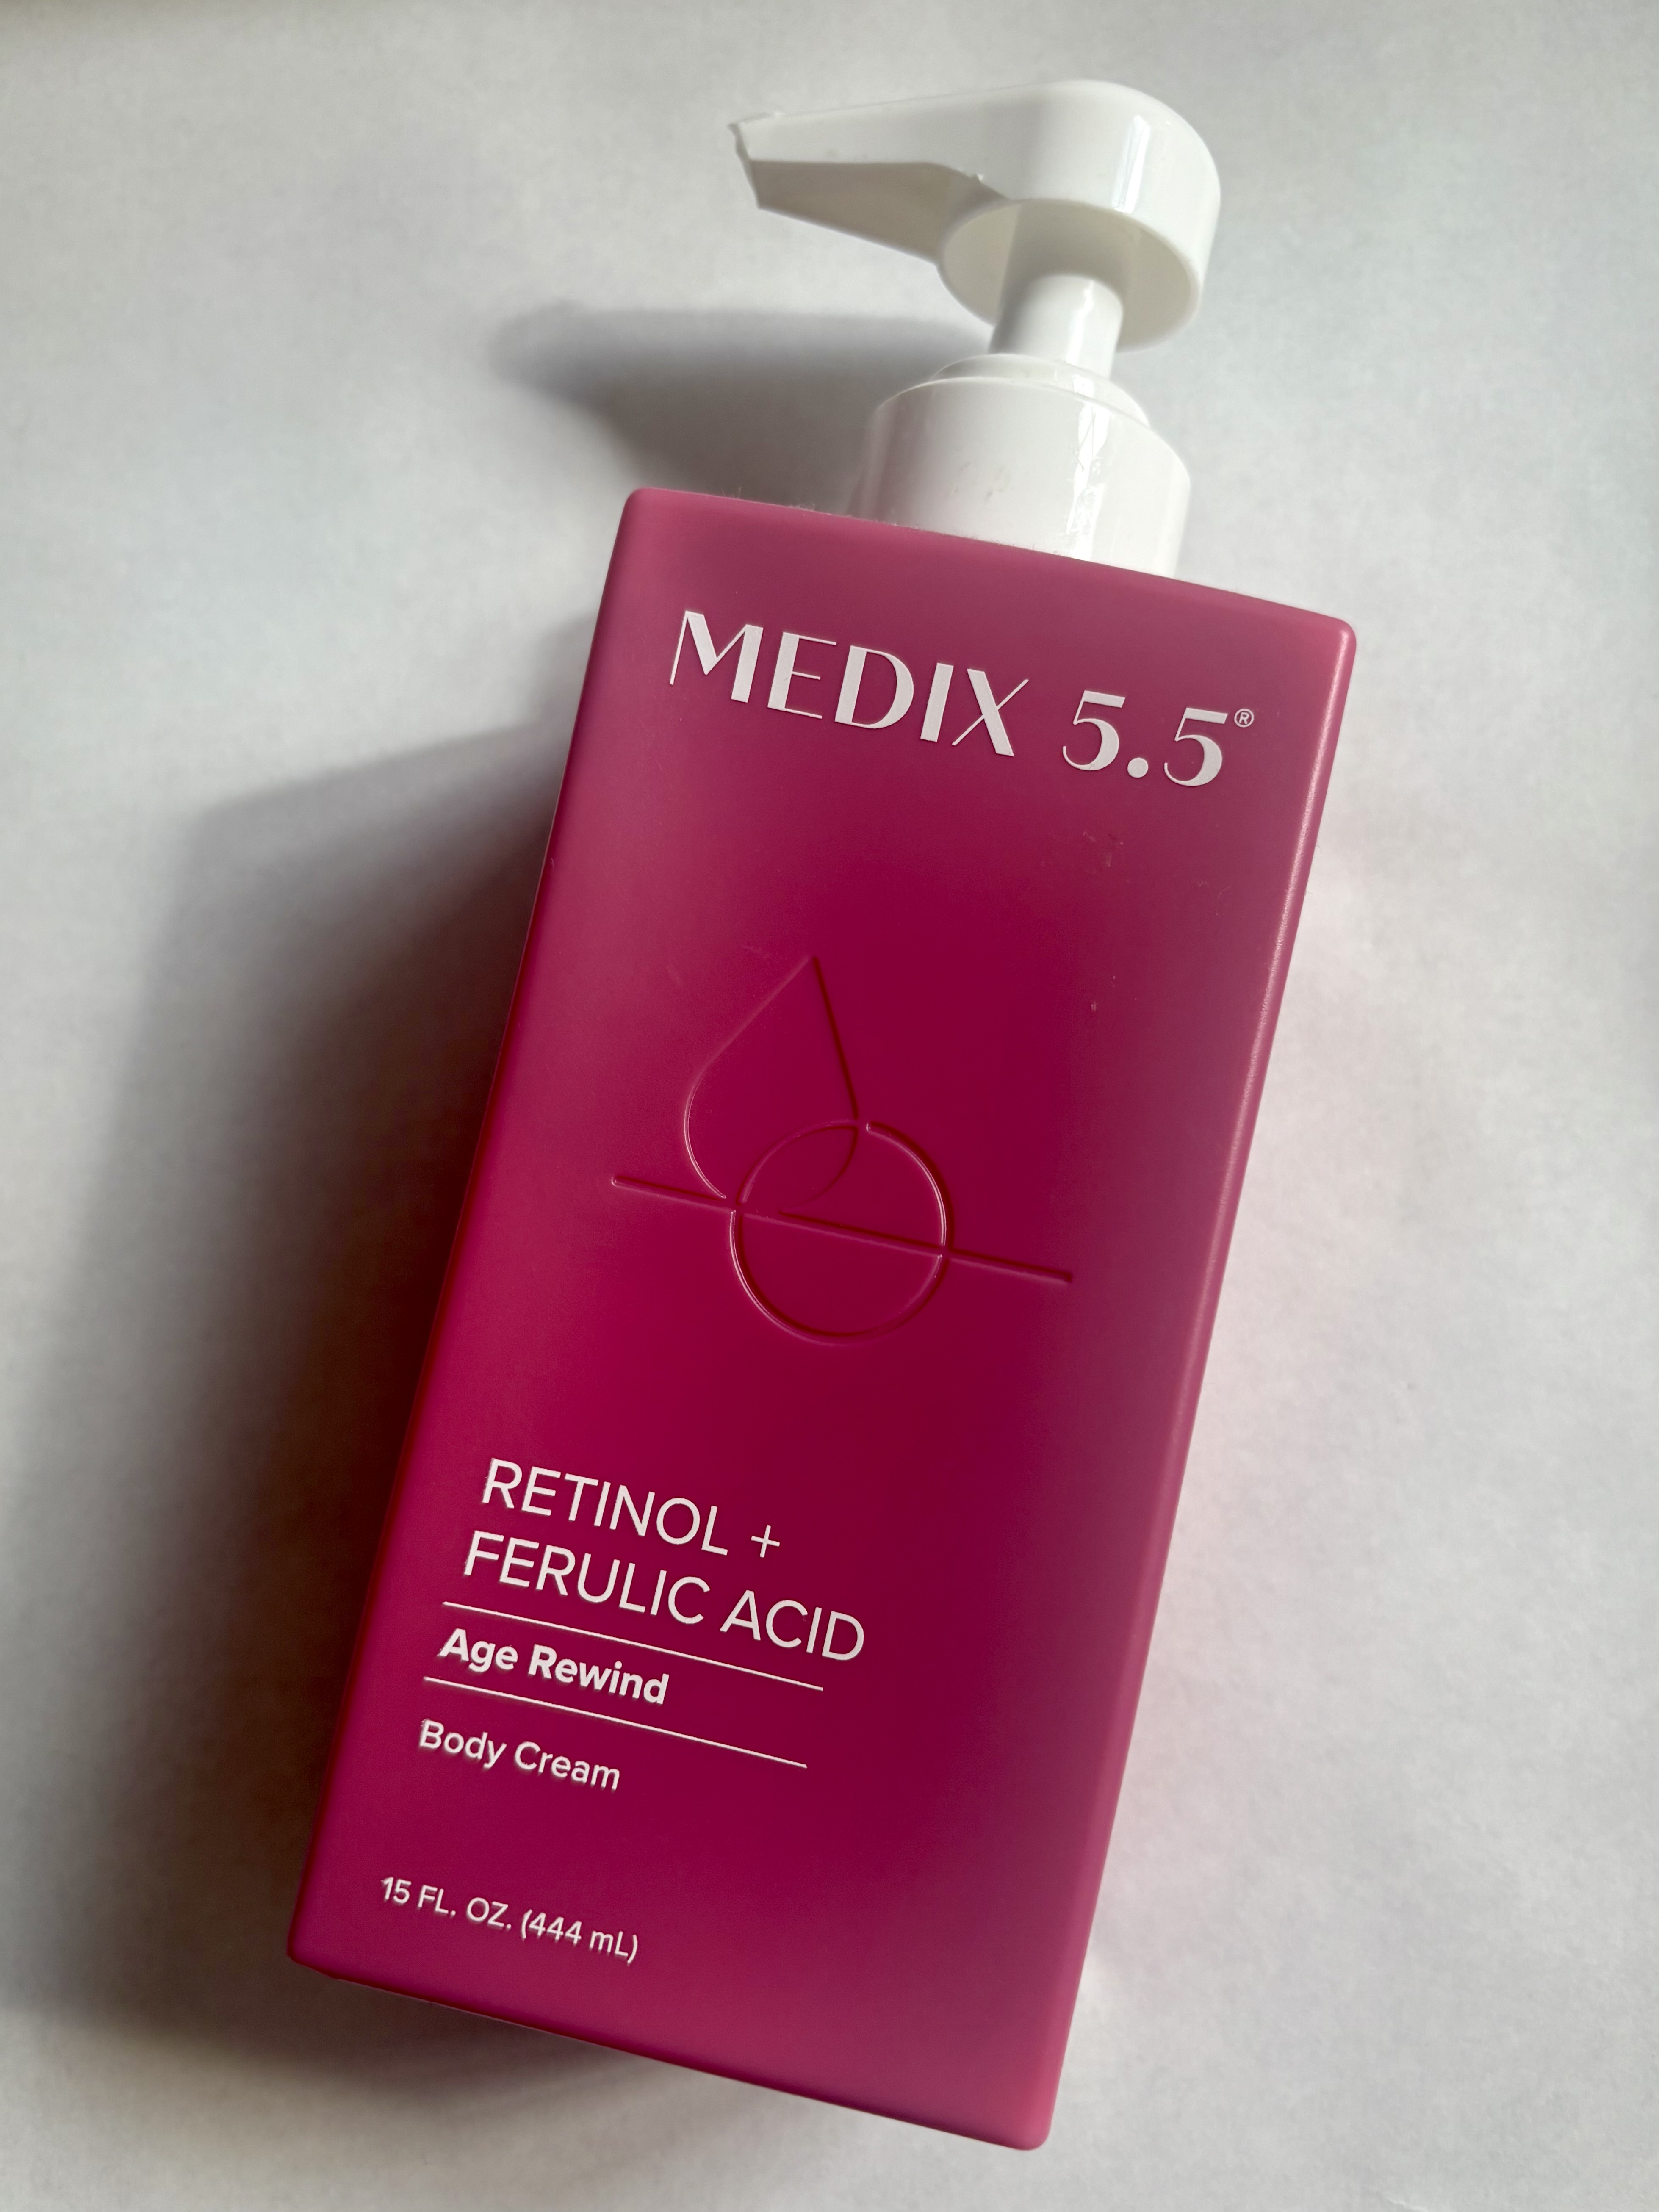 MEDIX 5.5®
RETINOL +
FERULIC ACID
Age Rewind
Body Cream
15 FL. OZ. (444 mL)